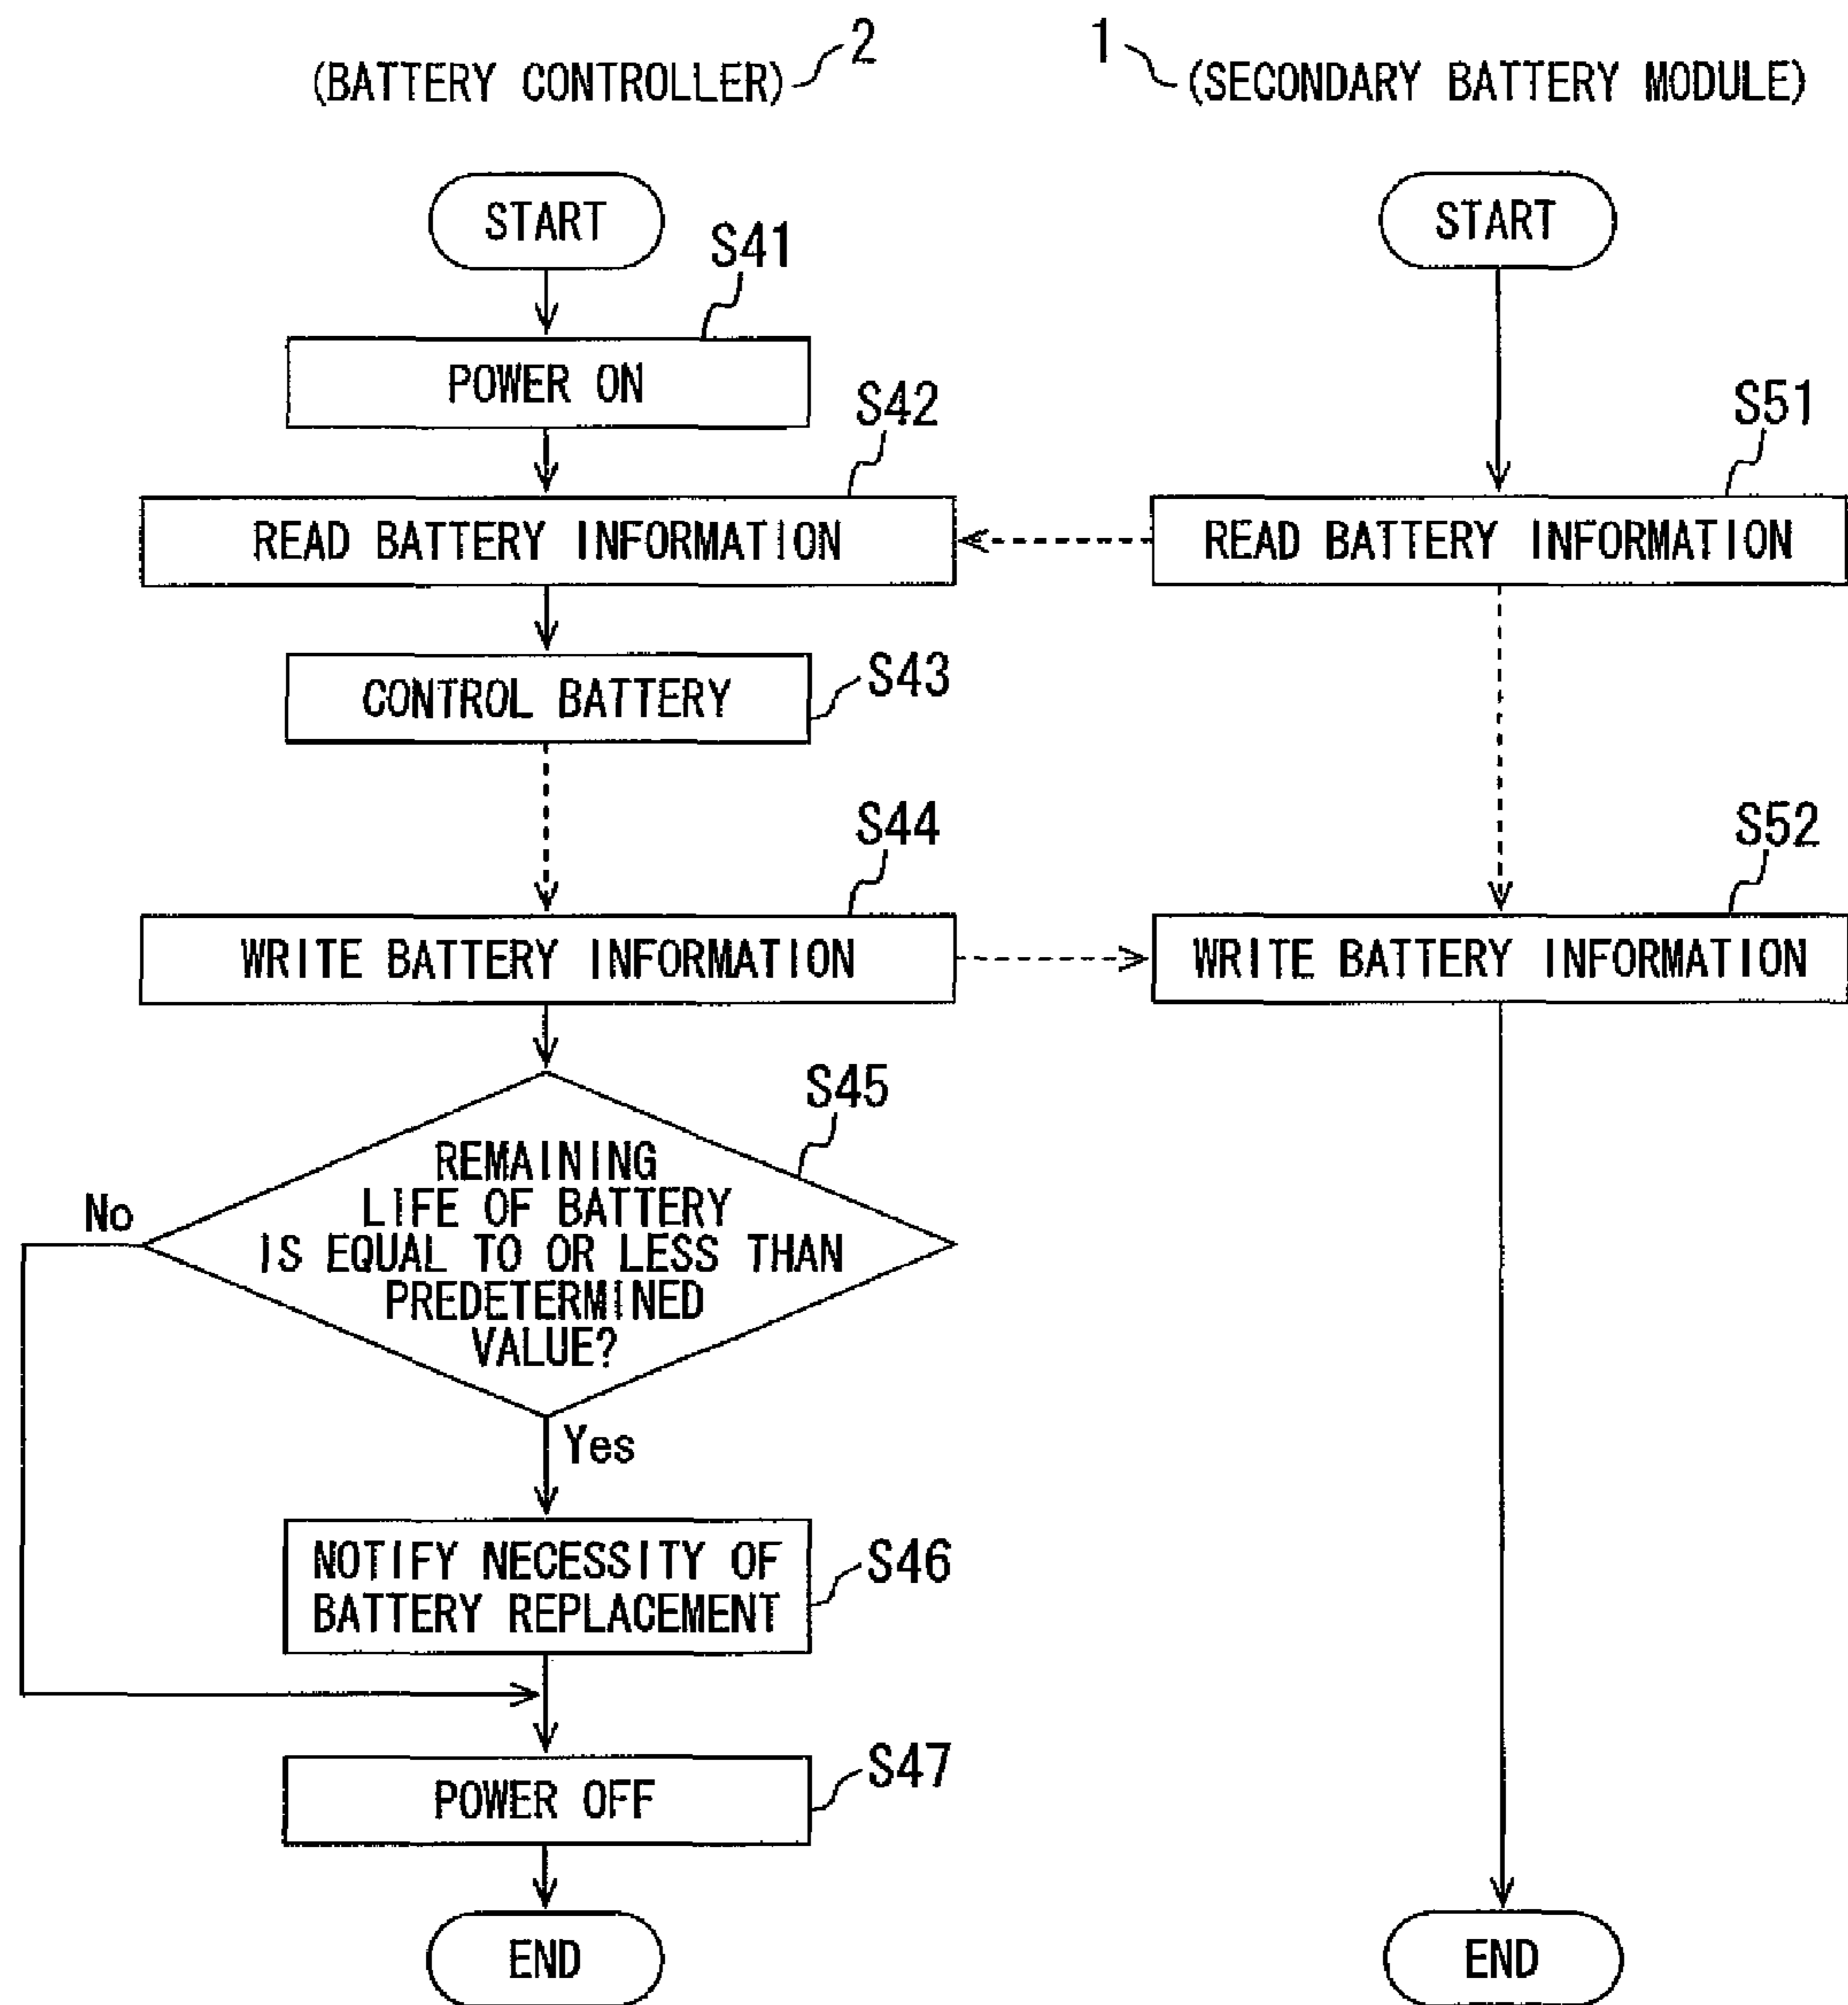 2
1
(BATTERY CONTROLLER)
(SECONDARY BATTERY MODULE)
START
START
S41
POWER ON
S42
S51
READ BATTERY INFORMATION
READ BATTERY INFORMATION
S43
CONTROL BATTERY
S44
S52
WRITE BATTERY INFORMATION
WRITE BATTERY INFORMATION
S45
REMAINING
LIFE OF BATTERY
IS EQUAL TO OR LESS THAN
PREDETERMINED
VALUE?
No
Yes
NOTIFY NECESSITY OF
BATTERY REPLACEMENT
S46
POWER OFF
S47
END
END